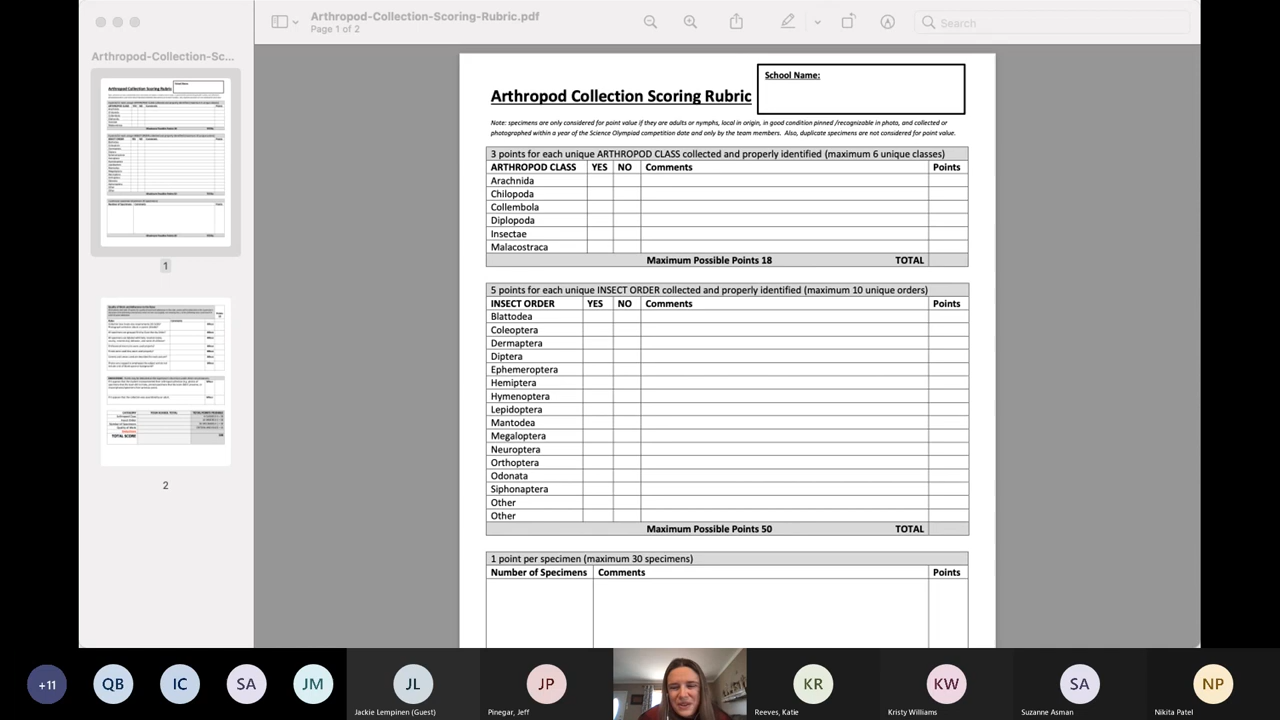 Arthropod-Collection-Scoring-Rubric.pdf
Page 1 of 2
Search
Arthropod-Collection-Sc...
1
2
School Name:
Arthropod Collection Scoring Rubric
Note: specimens are only considered for point value if they are adults or nymphs, local in origin, in good condition pinned /recognizable in photo, and collected or
photographed within a year of the Science Olympiad competition date and only by the team members. Also, duplicate specimens are not considered for point value.
3 points for each unique ARTHROPOD CLASS collected and properly identified (maximum 6 unique classes)
ARTHROPOD CLASS YES NO Comments Points
Arachnida
Chilopoda
Collembola
Diplopoda
Insectae
Malacostraca
Maximum Possible Points 18 TOTAL
5 points for each unique INSECT ORDER collected and properly identified (maximum 10 unique orders)
INSECT ORDER YES NO Comments Points
Blattodea
Coleoptera
Dermaptera
Diptera
Ephemeroptera
Hemiptera
Hymenoptera
Lepidoptera
Mantodea
Megaloptera
Neuroptera
Orthoptera
Odonata
Siphonaptera
Other
Other
Maximum Possible Points 50 TOTAL
1 point per specimen (maximum 30 specimens)
Number of Specimens Comments Points
+11 QB IC SA JM JL JP KR KW SA NP
Jackie Lempinen (Guest) Pinegar, Jeff Reeves, Katie Kristy Williams Suzanne Asman Nikita Patel